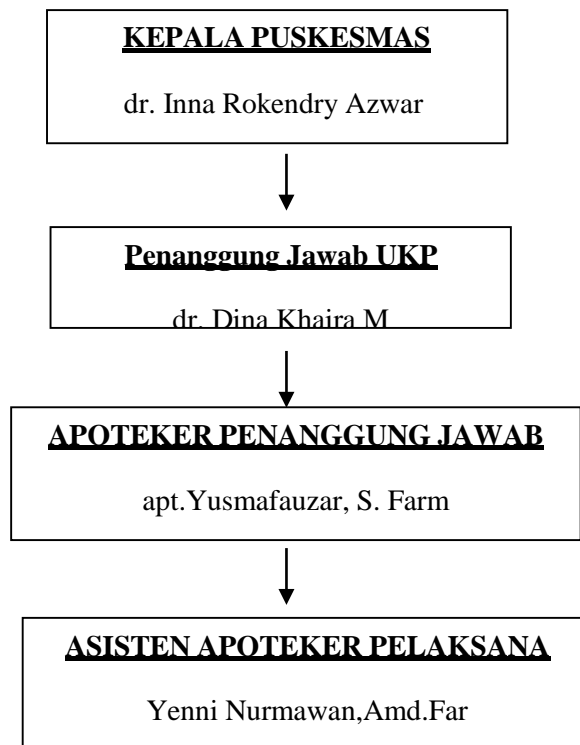 KEPALA PUSKESMAS
dr. Inna Rokendry Azwar
Penanggung Jawab UKP
dr. Dina Khaira M
APOTEKER PENANGGUNG JAWAB
apt.Yusmafauzar, S. Farm
ASISTEN APOTEKER PELAKSANA
Yenni Nurmawan,Amd.Far